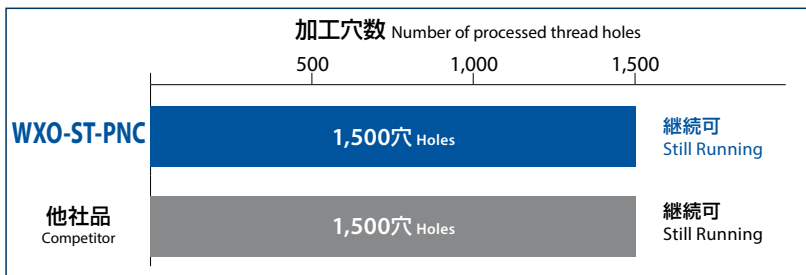 加工穴数 Number of processed thread holes
500 1,000 1,500
WXO-ST-PNC
1,500穴 Holes
継続可
Still Running
他社品
Competitor
1,500穴 Holes
継続可
Still Running